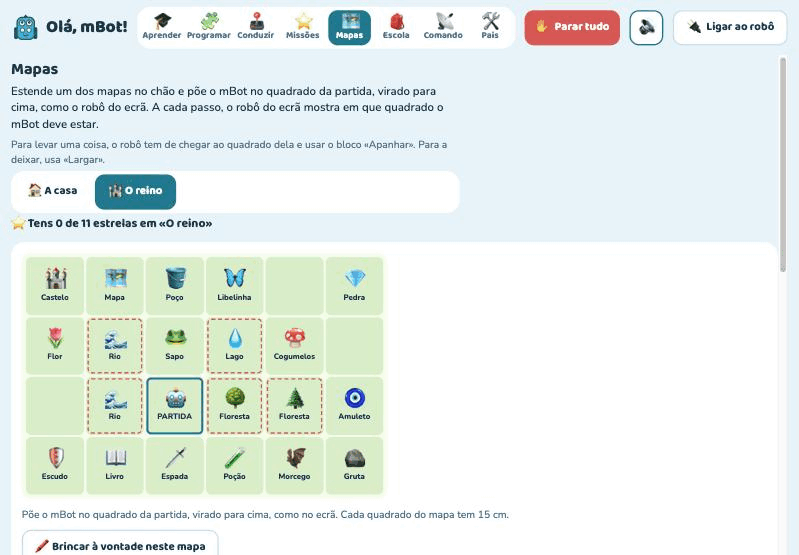 Olá, mBot!
Aprender
Programar
Conduzir
Missões
Mapas
Escola
Comando
Pais
Parar tudo
Ligar ao robô
Mapas
Estende um dos mapas no chão e põe o mBot no quadrado da partida, virado para
cima, como o robô do ecrã. A cada passo, o robô do ecrã mostra em que quadrado o
mBot deve estar.
Para levar uma coisa, o robô tem de chegar ao quadrado dela e usar o bloco «Apanhar». Para a
deixar, usa «Largar».
A casa
O reino
Tens 0 de 11 estrelas em «O reino»
Castelo
Mapa
Poço
Libelinha
Pedra
Flor
Rio
Sapo
Lago
Cogumelos
Rio
PARTIDA
Floresta
Floresta
Amuleto
Escudo
Livro
Espada
Poção
Morcego
Gruta
Põe o mBot no quadrado da partida, virado para cima, como no ecrã. Cada quadrado do mapa tem 15 cm.
Brincar à vontade neste mapa